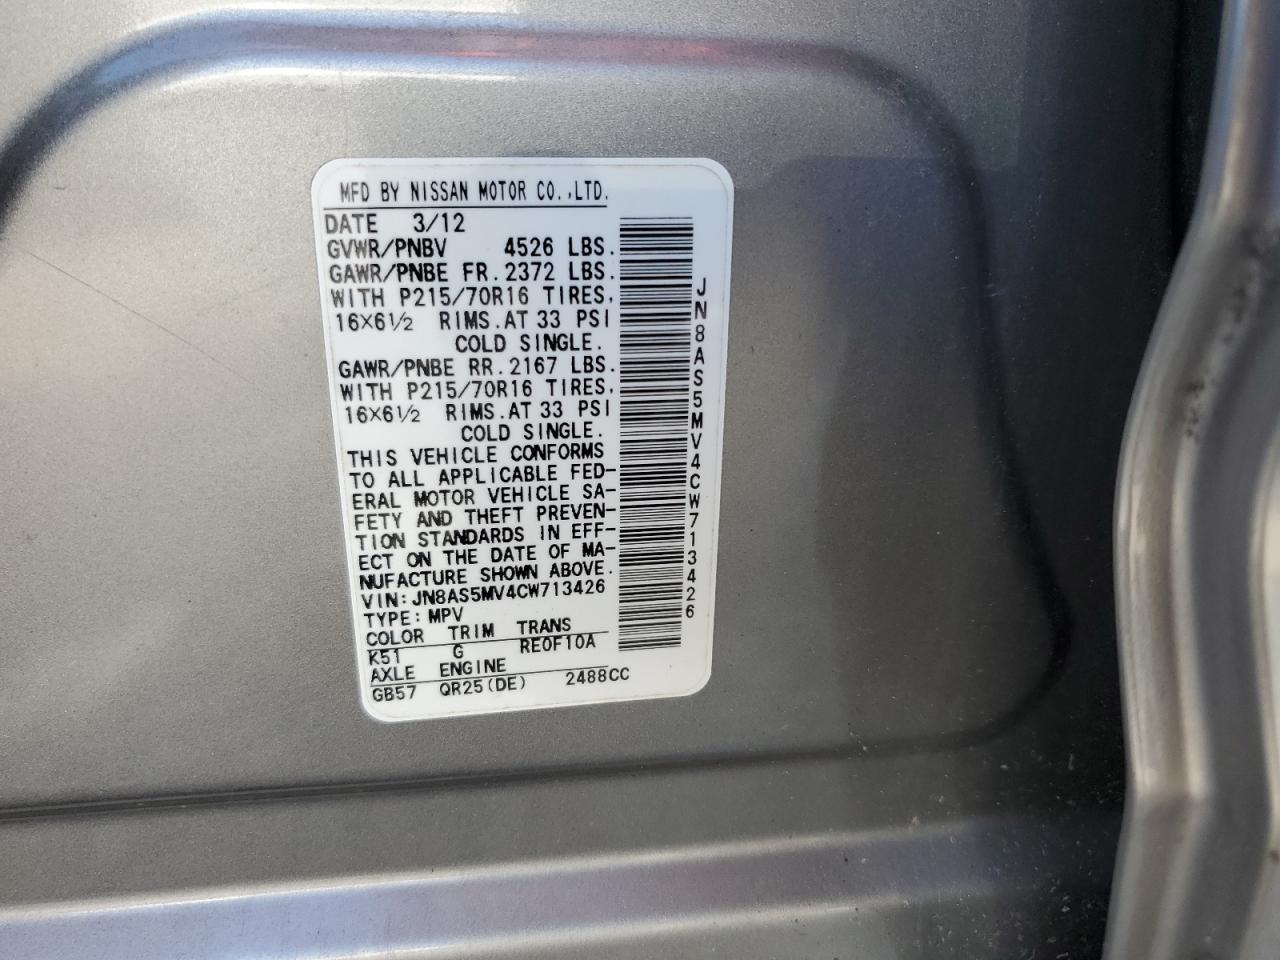 MFD BY NISSAN MOTOR CO.,LTD.
DATE 3/12
GVWR/PNBV 4526 LBS.
GAWR/PNBE FR.2372 LBS.
WITH P215/70R16 TIRES,
16X6½ RIMS.AT 33 PSI
COLD SINGLE.
GAWR/PNBE RR.2167 LBS.
WITH P215/70R16 TIRES,
16X6½ RIMS.AT 33 PSI
COLD SINGLE.
THIS VEHICLE CONFORMS
TO ALL APPLICABLE FED-
ERAL MOTOR VEHICLE SA-
FETY AND THEFT PREVEN-
TION STANDARDS IN EFF-
ECT ON THE DATE OF MA-
NUFACTURE SHOWN ABOVE.
VIN:JN8AS5MV4CW713426
TYPE:MPV
COLOR TRIM TRANS
K51 G RE0F10A
AXLE ENGINE
GB57 QR25(DE) 2488CC
JN8AS5MV4CW713426